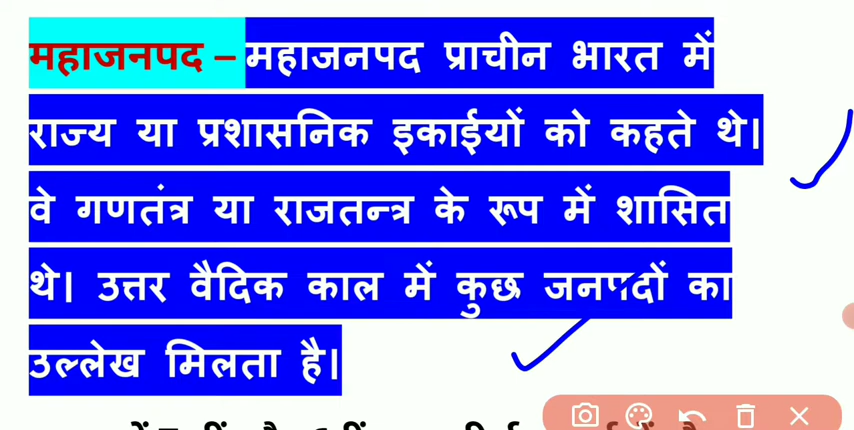 महाजनपद – महाजनपद प्राचीन भारत में
राज्य या प्रशासनिक इकाईयों को कहते थे।
वे गणतंत्र या राजतन्त्र के रूप में शासित
थे। उत्तर वैदिक काल में कुछ जनपदों का
उल्लेख मिलता है।